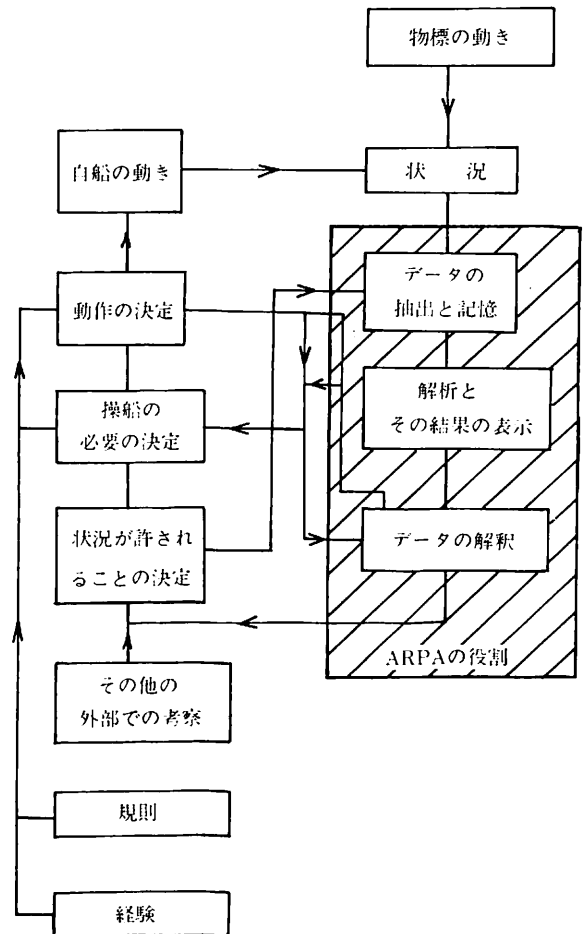 物標の動き
自船の動き
状 況
データの
抽出と記憶
動作の決定
解析と
その結果の表示
操船の
必要の決定
データの解釈
状況が許され
ることの決定
ARPAの役割
その他の
外部での考察
規則
経験